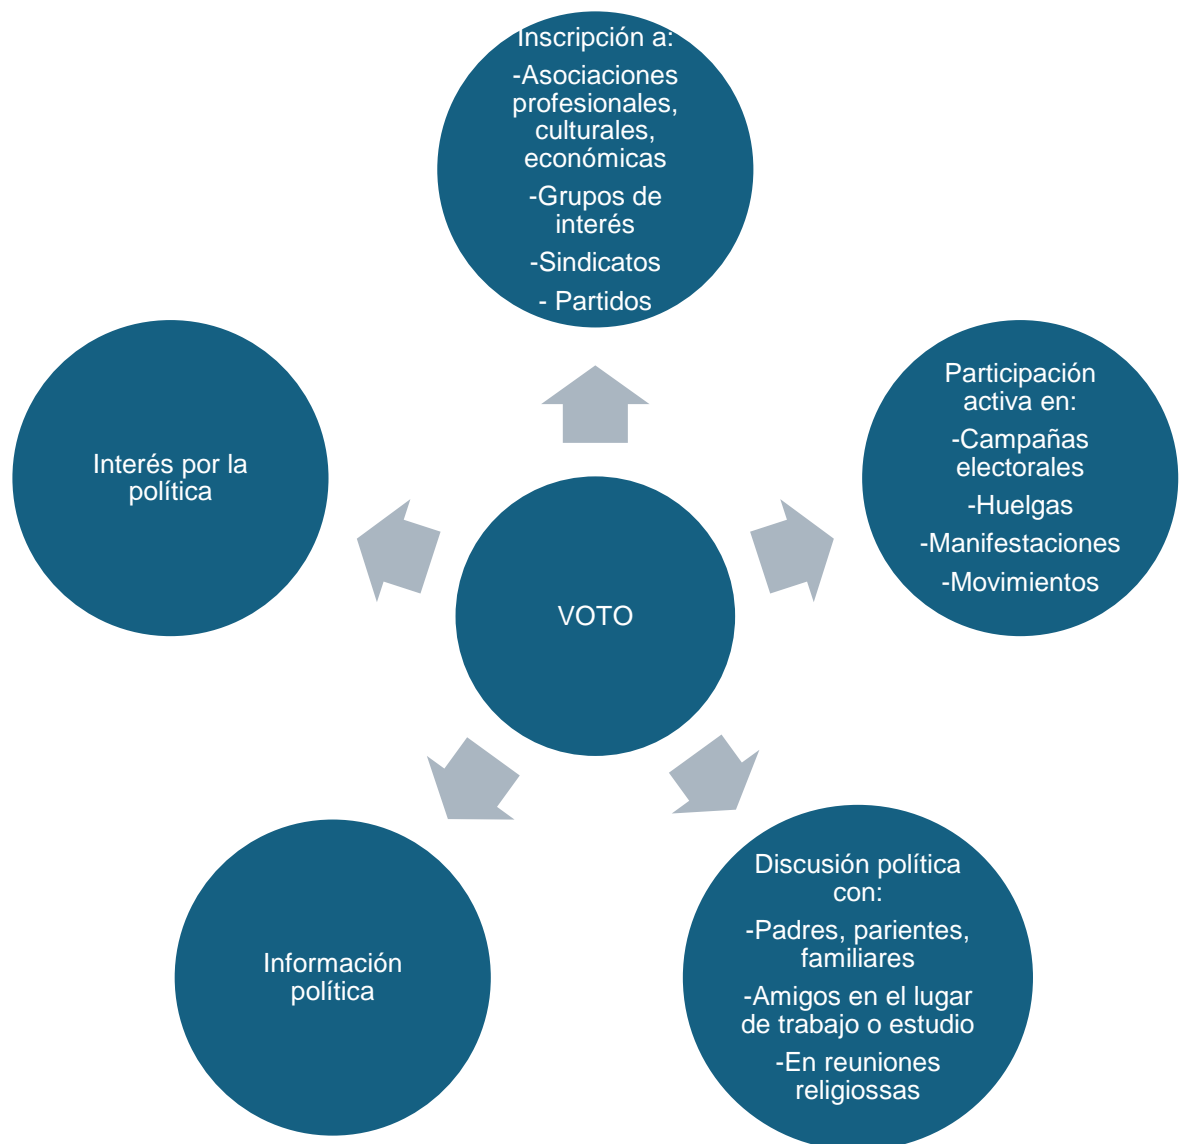 Inscripción a:
-Asociaciones
profesionales,
culturales,
económicas
-Grupos de
interés
-Sindicatos
- Partidos
Participación
activa en:
-Campañas
electorales
-Huelgas
-Manifestaciones
-Movimientos
Interés por la
política
VOTO
Discusión política
con:
-Padres, parientes,
familiares
-Amigos en el lugar
de trabajo o estudio
-En reuniones
religiossas
Información
política